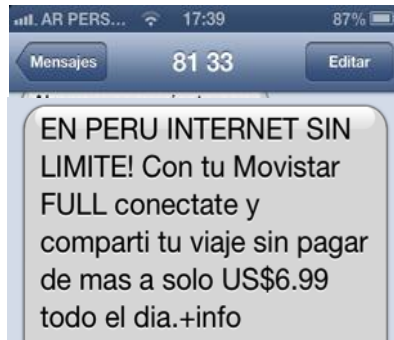 AR PERS... 17:39 87%
Mensajes 81 33 Editar
EN PERU INTERNET SIN
LIMITE! Con tu Movistar
FULL conectate y
comparti tu viaje sin pagar
de mas a solo US$6.99
todo el dia.+info